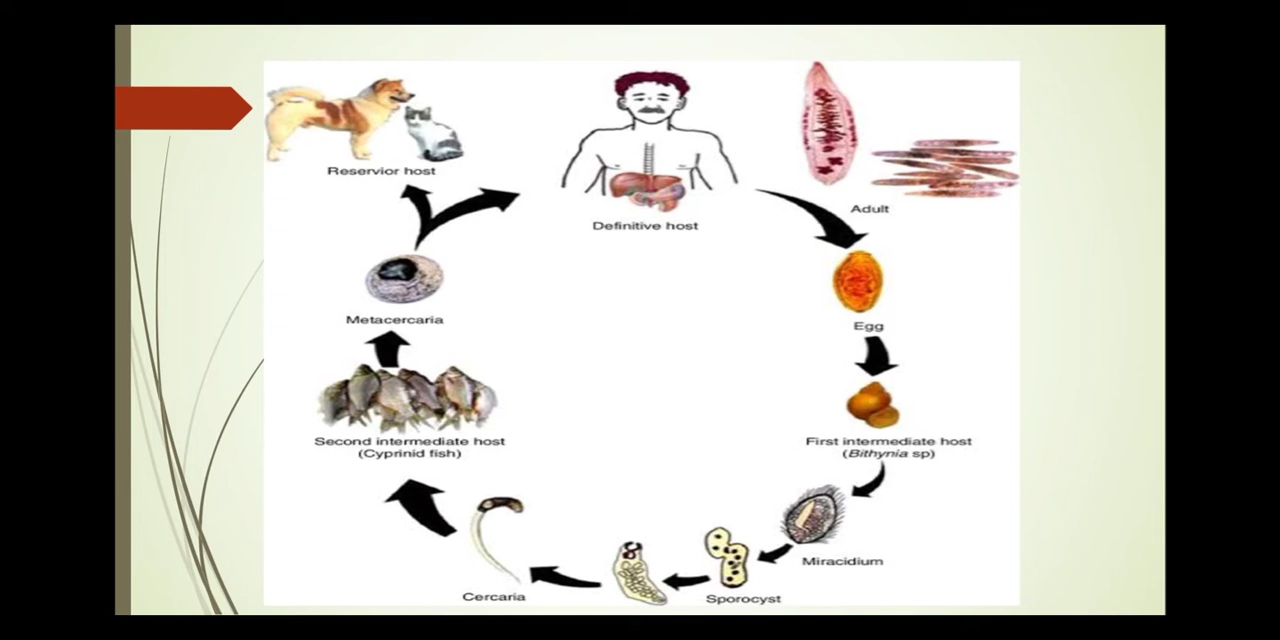 Reservior host
Definitive host
Adult
Egg
First intermediate host
(Bithynia sp)
Miracidium
Sporocyst
Cercaria
Second intermediate host
(Cyprinid fish)
Metacercaria